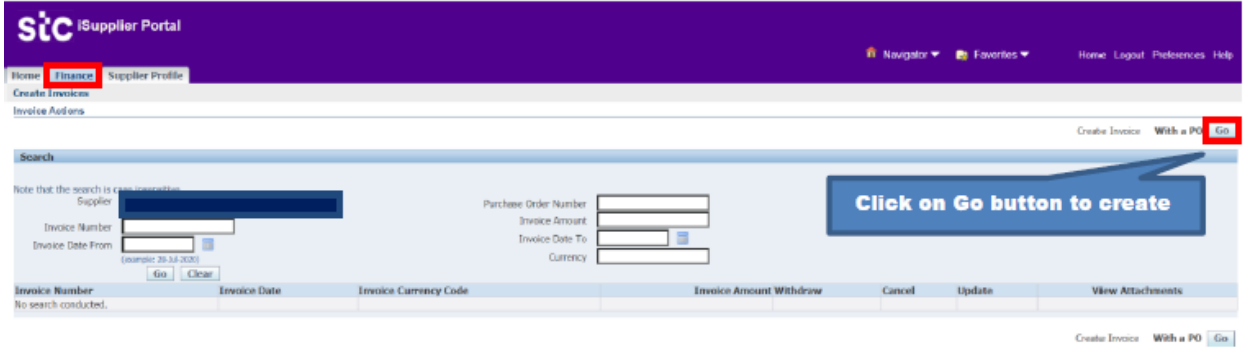 stc iSupplier Portal
Navigator Favorites Home Logout Preferences Help
Home Finance Supplier Profile
Create Invoices
Invoice Actions
Create Invoice With a PO Go
Search
Note that the search is case insensitive
Supplier
Purchase Order Number
Invoice Number
Invoice Amount
Invoice Date From
Invoice Date To
(example: 28-Jul-2020)
Currency
Go Clear
Click on Go button to create
Invoice Number Invoice Date Invoice Currency Code Invoice Amount Withdraw Cancel Update View Attachments
No search conducted.
Create Invoice With a PO Go